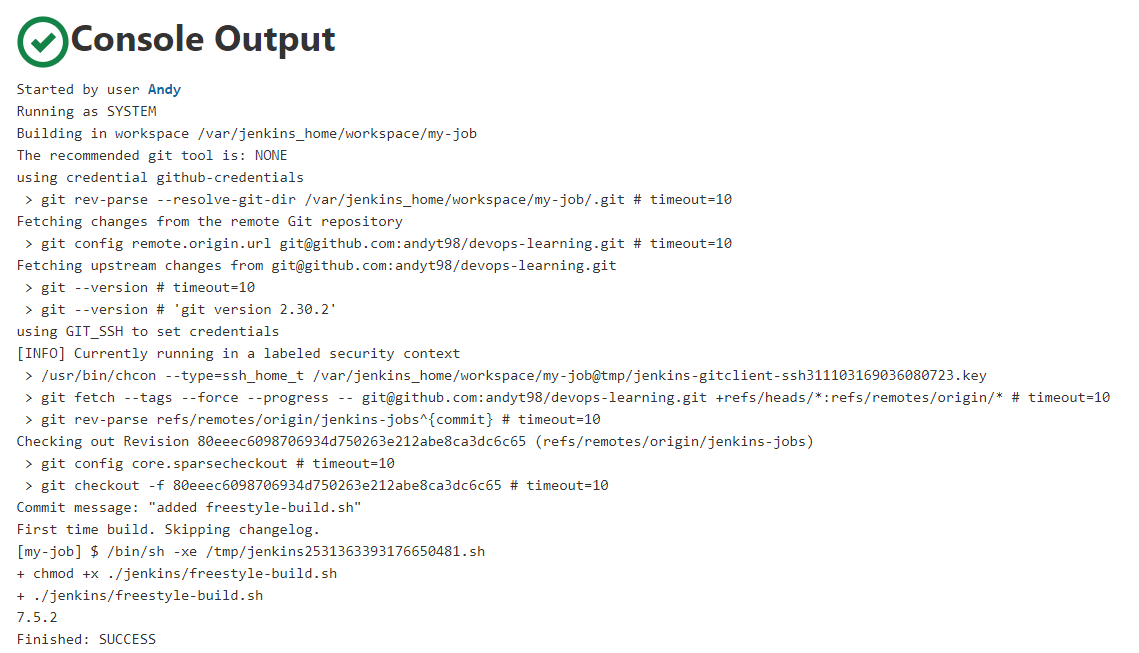 Console Output
Started by user Andy
Running as SYSTEM
Building in workspace /var/jenkins_home/workspace/my-job
The recommended git tool is: NONE
using credential github-credentials
 > git rev-parse --resolve-git-dir /var/jenkins_home/workspace/my-job/.git # timeout=10
Fetching changes from the remote Git repository
 > git config remote.origin.url git@github.com:andyt98/devops-learning.git # timeout=10
Fetching upstream changes from git@github.com:andyt98/devops-learning.git
 > git --version # timeout=10
 > git --version # 'git version 2.30.2'
using GIT_SSH to set credentials
[INFO] Currently running in a labeled security context
 > /usr/bin/chcon --type=ssh_home_t /var/jenkins_home/workspace/my-job@tmp/jenkins-gitclient-ssh311103169036080723.key
 > git fetch --tags --force --progress -- git@github.com:andyt98/devops-learning.git +refs/heads/*:refs/remotes/origin/* # timeout=10
 > git rev-parse refs/remotes/origin/jenkins-jobs^{commit} # timeout=10
Checking out Revision 80eeec6098706934d750263e212abe8ca3dc6c65 (refs/remotes/origin/jenkins-jobs)
 > git config core.sparsecheckout # timeout=10
 > git checkout -f 80eeec6098706934d750263e212abe8ca3dc6c65 # timeout=10
Commit message: "added freestyle-build.sh"
First time build. Skipping changelog.
[my-job] $ /bin/sh -xe /tmp/jenkins2531363393176650481.sh
+ chmod +x ./jenkins/freestyle-build.sh
+ ./jenkins/freestyle-build.sh
7.5.2
Finished: SUCCESS